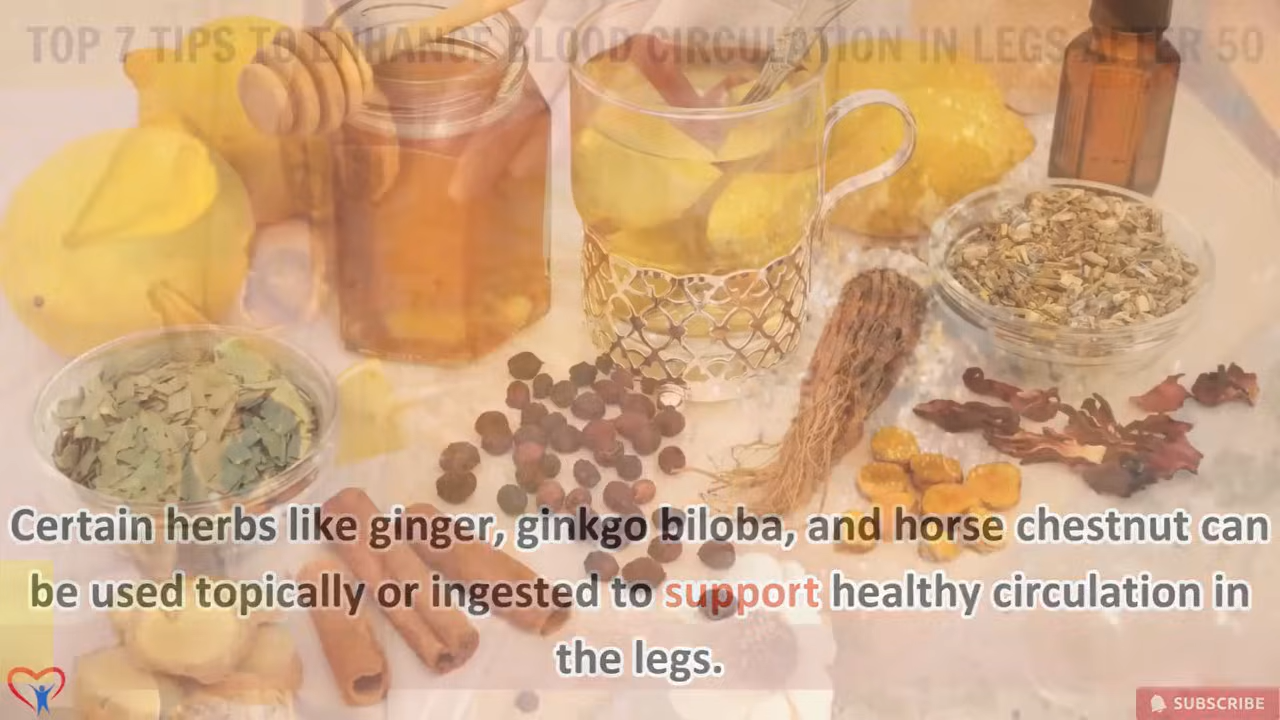 TOP 7 TIPS TO ENHANCE BLOOD CIRCULATION IN LEGS AFTER 50
Certain herbs like ginger, ginkgo biloba, and horse chestnut can
be used topically or ingested to support healthy circulation in
the legs.
SUBSCRIBE